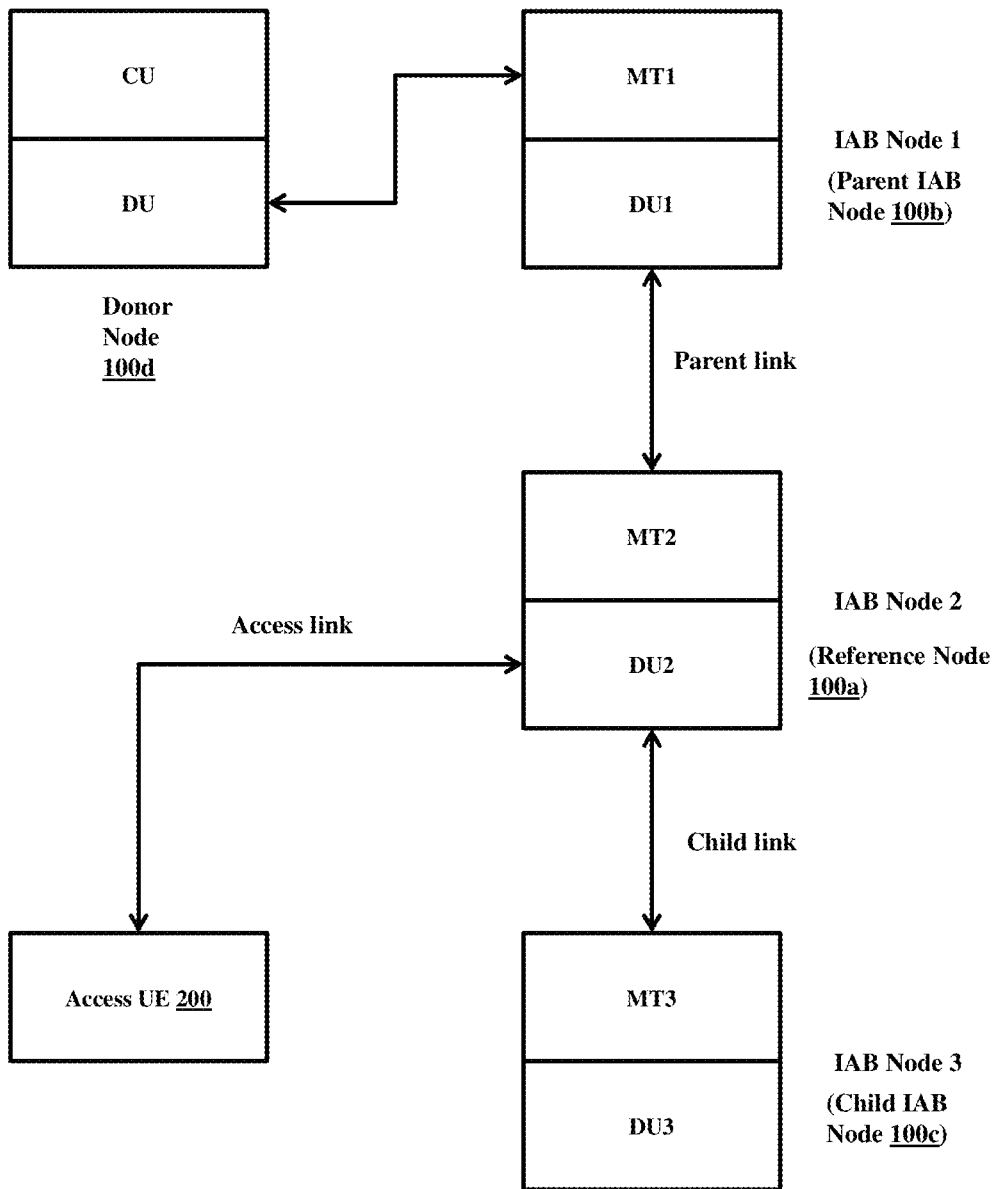 CU
DU
Donor
Node
100d
MT1
DU1
IAB Node 1
(Parent IAB
Node 100b)
Parent link
MT2
DU2
IAB Node 2
(Reference Node
100a)
Access link
Child link
Access UE 200
MT3
DU3
IAB Node 3
(Child IAB
Node 100c)